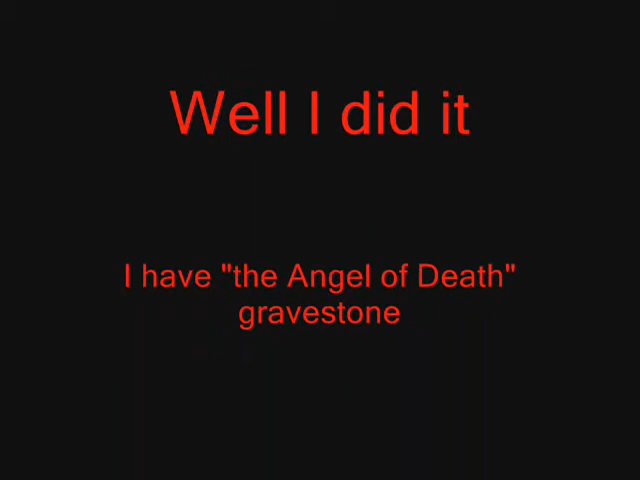 Well I did it
I have "the Angel of Death"
gravestone